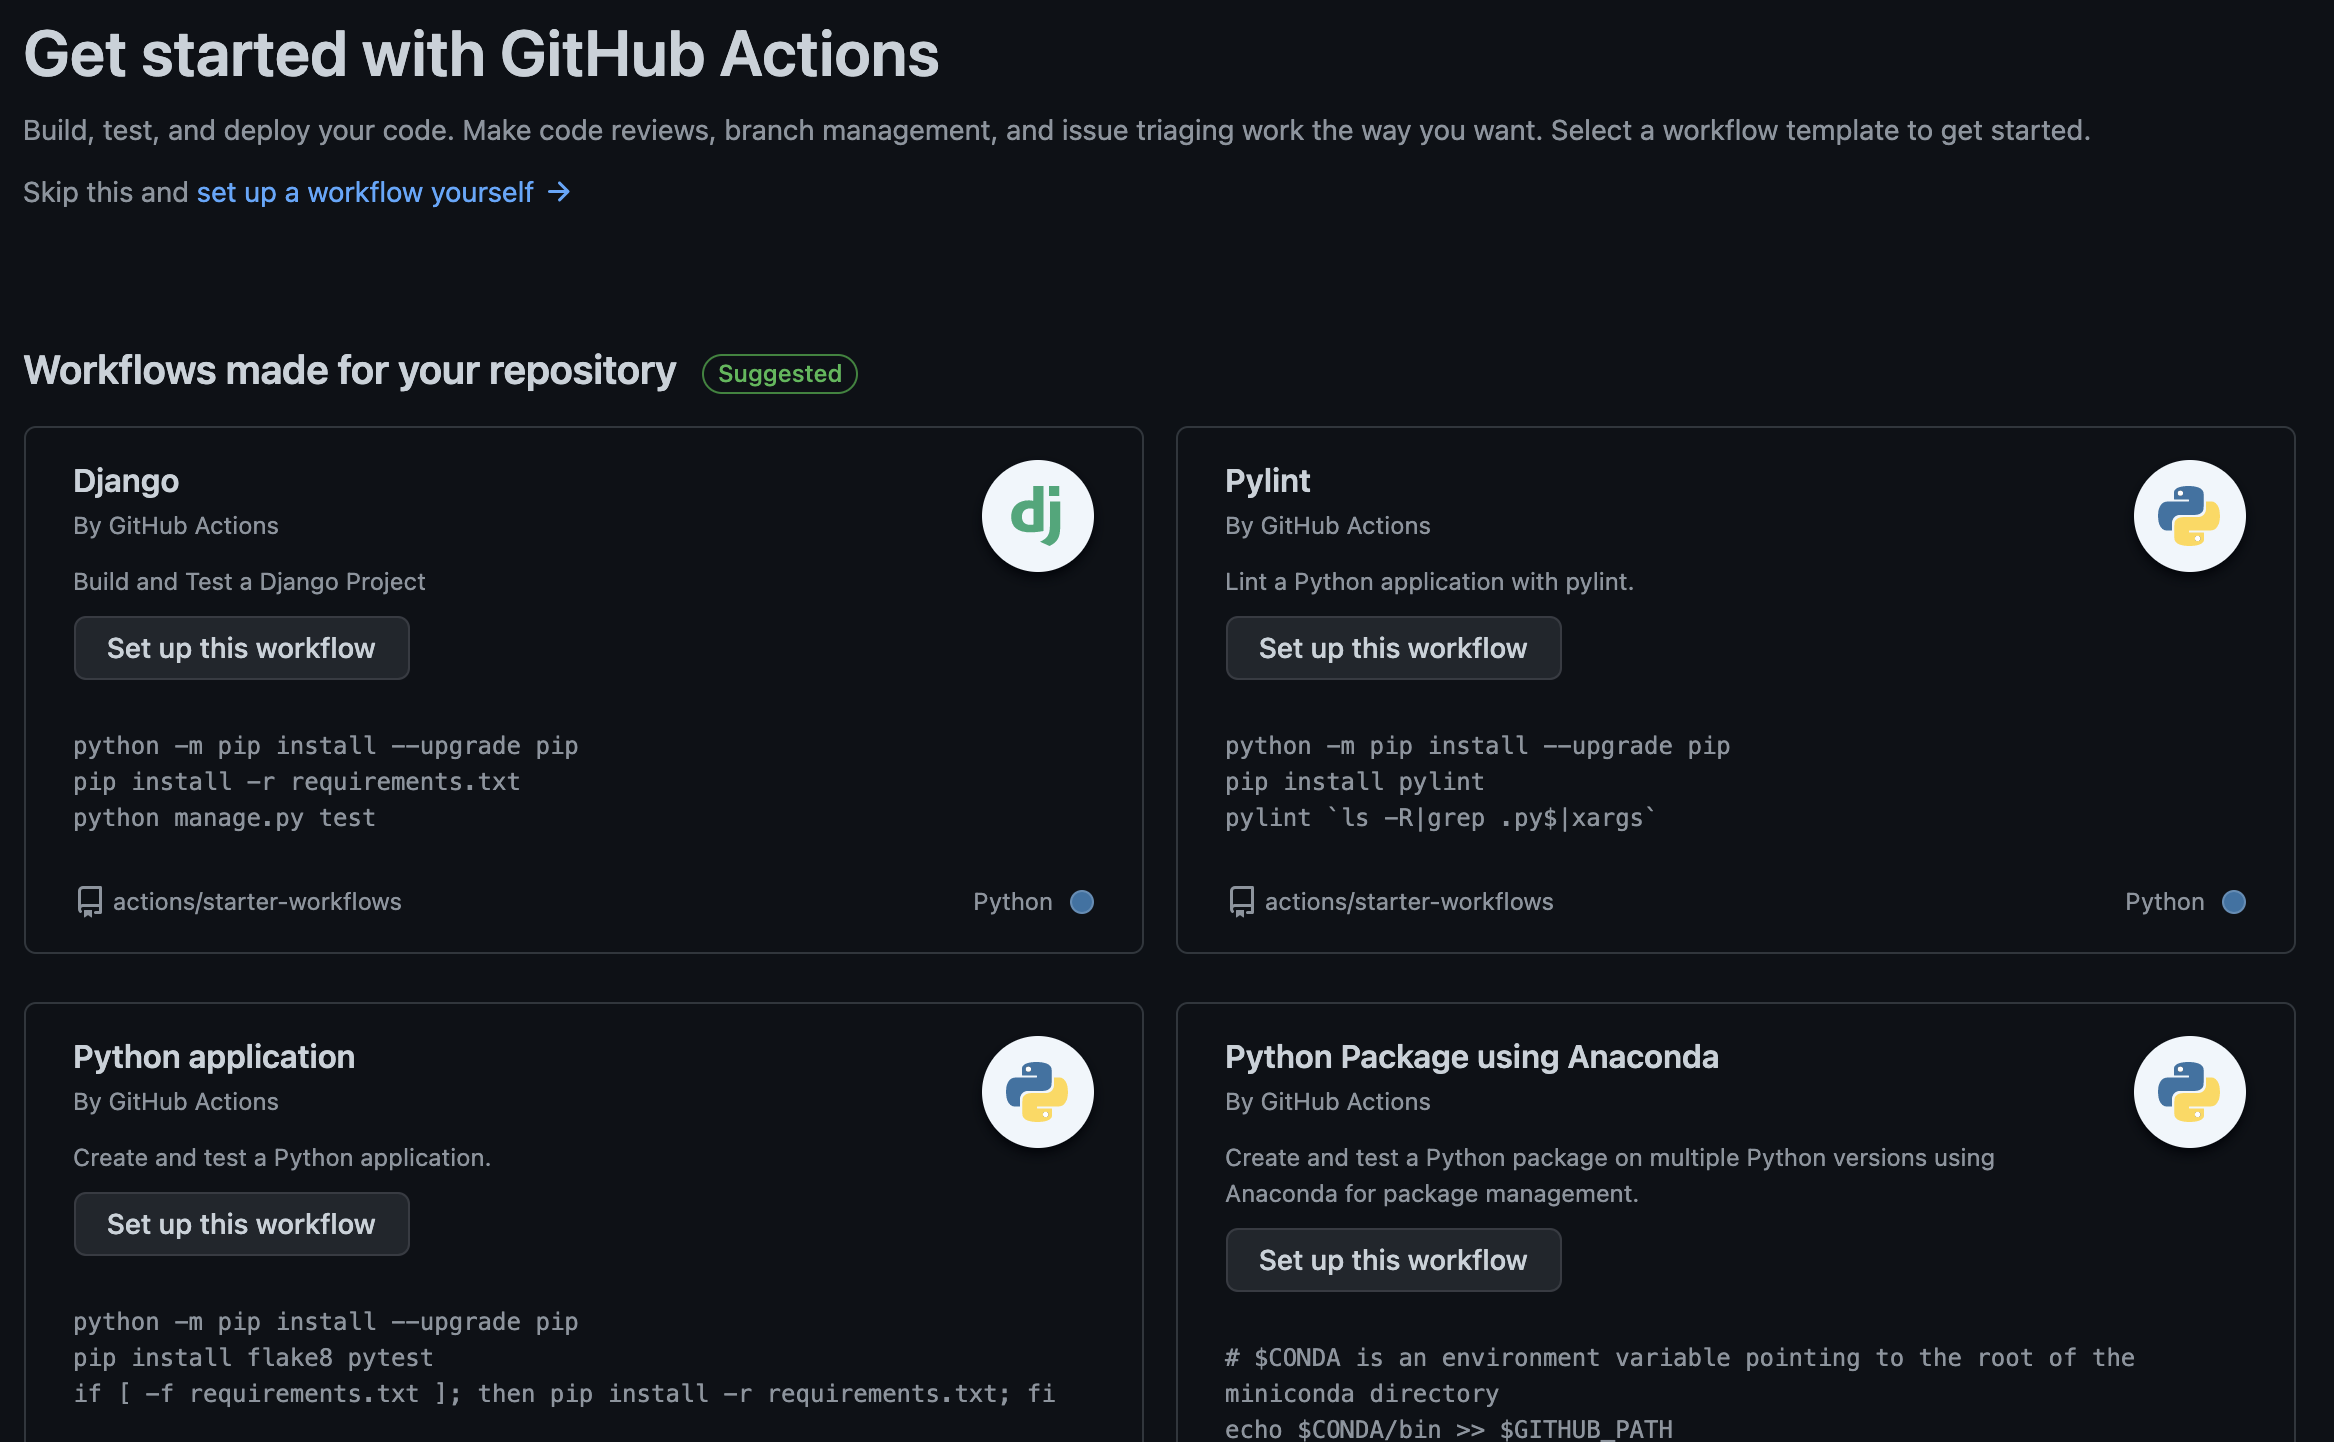 Get started with GitHub Actions
Build, test, and deploy your code. Make code reviews, branch management, and issue triaging work the way you want. Select a workflow template to get started.
Skip this and set up a workflow yourself →
Workflows made for your repository Suggested
Django
By GitHub Actions
dj
Build and Test a Django Project
Set up this workflow
python -m pip install --upgrade pip
pip install -r requirements.txt
python manage.py test
actions/starter-workflows Python
Pylint
By GitHub Actions
Lint a Python application with pylint.
Set up this workflow
python -m pip install --upgrade pip
pip install pylint
pylint `ls -R|grep .py$|xargs`
actions/starter-workflows Python
Python application
By GitHub Actions
Create and test a Python application.
Set up this workflow
python -m pip install --upgrade pip
pip install flake8 pytest
if [ -f requirements.txt ]; then pip install -r requirements.txt; fi
Python Package using Anaconda
By GitHub Actions
Create and test a Python package on multiple Python versions using
Anaconda for package management.
Set up this workflow
# $CONDA is an environment variable pointing to the root of the
miniconda directory
echo $CONDA/bin >> $GITHUB_PATH